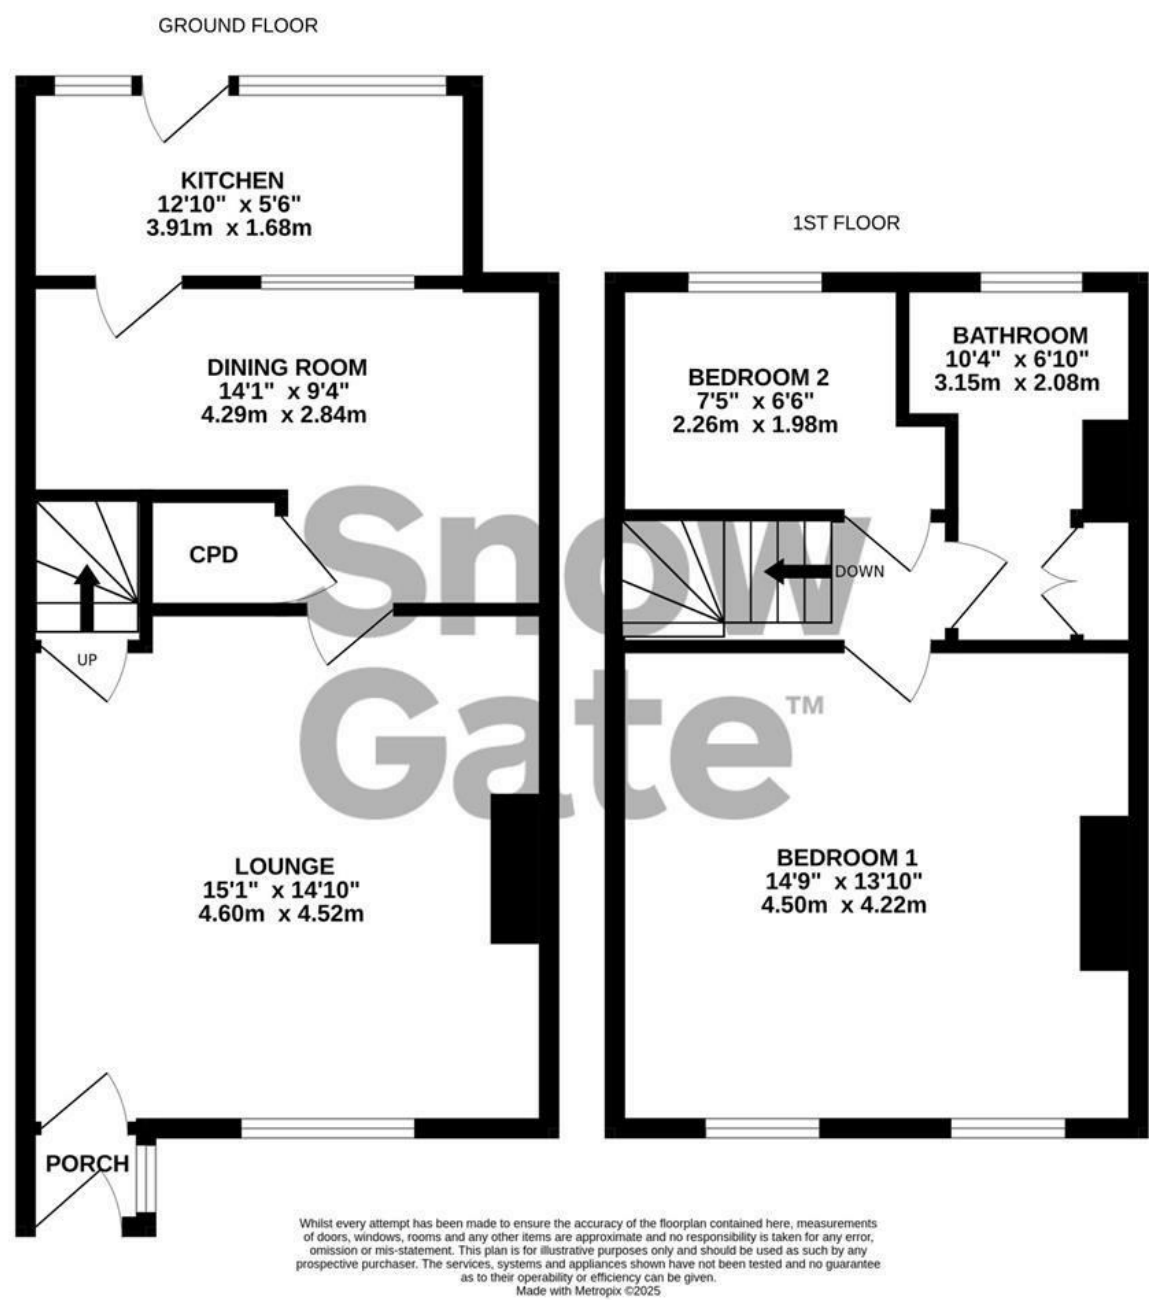 GROUND FLOOR
KITCHEN
12'10" x 5'6"
3.91m x 1.68m
DINING ROOM
14'1" x 9'4"
4.29m x 2.84m
CPD
UP
LOUNGE
15'1" x 14'10"
4.60m x 4.52m
PORCH
1ST FLOOR
BEDROOM 2
7'5" x 6'6"
2.26m x 1.98m
BATHROOM
10'4" x 6'10"
3.15m x 2.08m
DOWN
BEDROOM 1
14'9" x 13'10"
4.50m x 4.22m
Snow
Gate™
Whilst every attempt has been made to ensure the accuracy of the floorplan contained here, measurements
of doors, windows, rooms and any other items are approximate and no responsibility is taken for any error,
omission or mis-statement. This plan is for illustrative purposes only and should be used as such by any
prospective purchaser. The services, systems and appliances shown have not been tested and no guarantee
as to their operability or efficiency can be given.
Made with Metropix ©2025